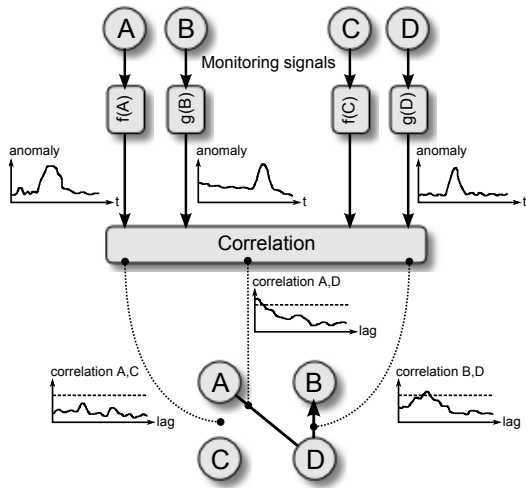 A B C D
Monitoring signals
f(A) g(B) f(C) g(D)
anomaly anomaly anomaly
t t t
Correlation
correlation A,D
lag
correlation A,C
lag
correlation B,D
lag
A B
C D